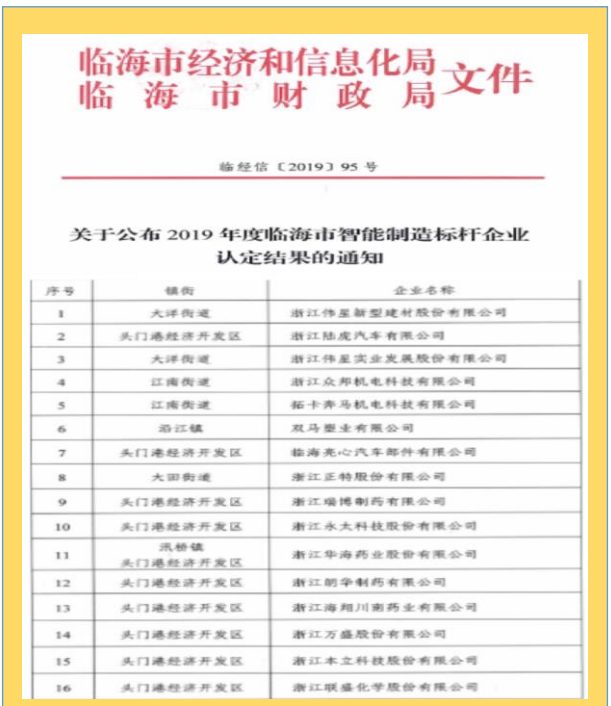 临海市经济和信息化局
临海市财政局
文件
临经信〔2019〕95 号
关于公布 2019 年度临海市智能制造标杆企业
认定结果的通知
序号 镇街 企业名称
1 大洋街道 浙江伟星新型建材股份有限公司
2 头门港经济开发区 浙江陆虎汽车有限公司
3 大洋街道 浙江伟星实业发展股份有限公司
4 江南街道 浙江众邦机电科技有限公司
5 江南街道 拓卡奔马机电科技有限公司
6 沿江镇 双马塑业有限公司
7 头门港经济开发区 临海亮心汽车部件有限公司
8 大田街道 浙江正特股份有限公司
9 头门港经济开发区 浙江瑞博制药有限公司
10 头门港经济开发区 浙江永太科技股份有限公司
11 汛桥镇 头门港经济开发区 浙江华海药业股份有限公司
12 头门港经济开发区 浙江朗华制药有限公司
13 头门港经济开发区 浙江海翔川南药业有限公司
14 头门港经济开发区 浙江万盛股份有限公司
15 头门港经济开发区 浙江本立科技股份有限公司
16 头门港经济开发区 浙江联盛化学股份有限公司